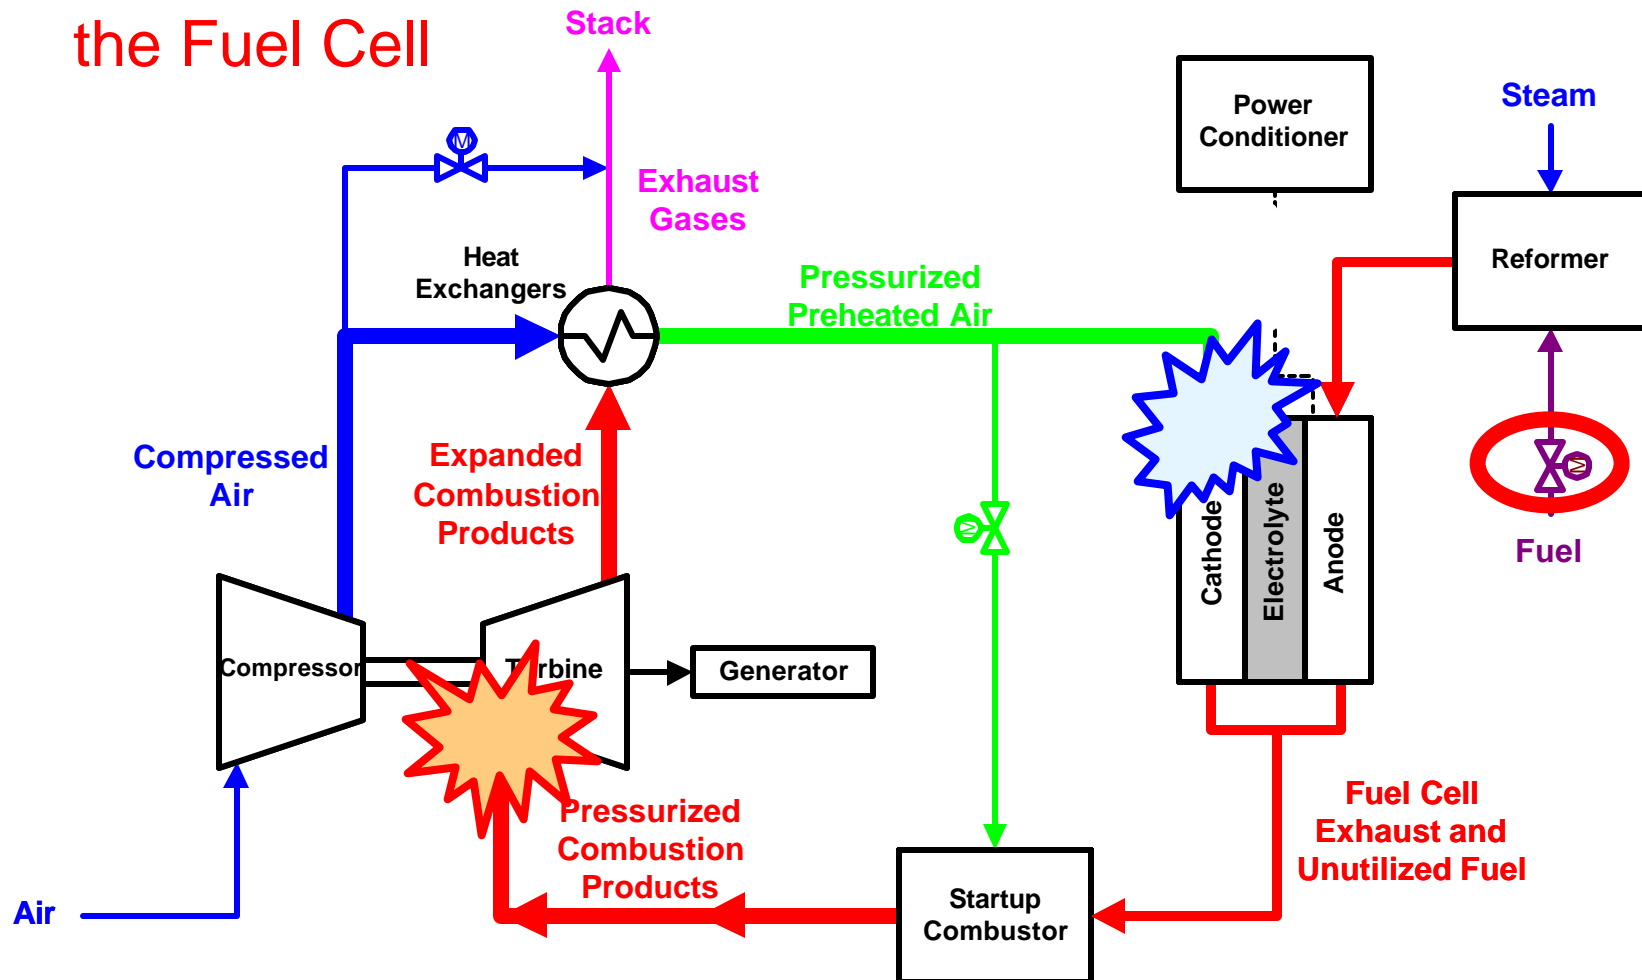 the Fuel Cell
Stack
Power
Conditioner
Steam
M
Exhaust
Gases
Heat
Exchangers
Reformer
Pressurized
Preheated Air
Compressed
Air
Expanded
Combustion
Products
M
M
Fuel
Cathode
Electrolyte
Anode
Compressor
Turbine
Generator
Pressurized
Combustion
Products
Fuel Cell
Exhaust and
Unutilized Fuel
Startup
Combustor
Air